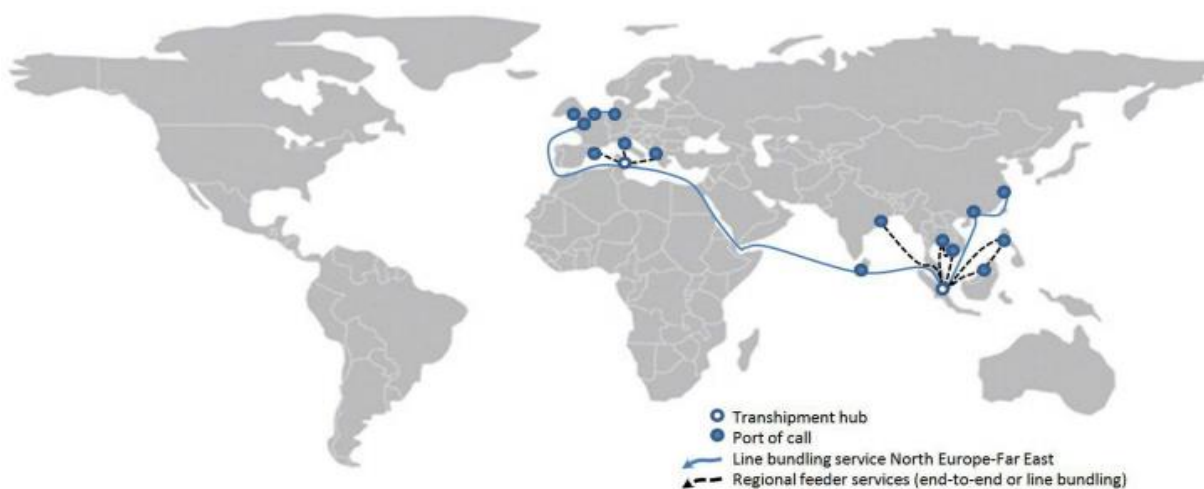 Transhipment hub
Port of call
Line bundling service North Europe-Far East
Regional feeder services (end-to-end or line bundling)